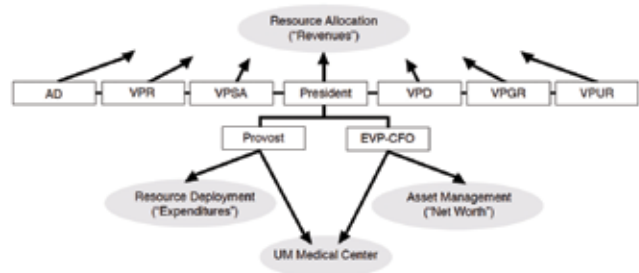 Resource Allocation
("Revenues")
AD VPR VPSA President VPD VPGR VPUR
Provost EVP-CFO
Resource Deployment
("Expenditures")
Asset Management
("Net Worth")
UM Medical Center